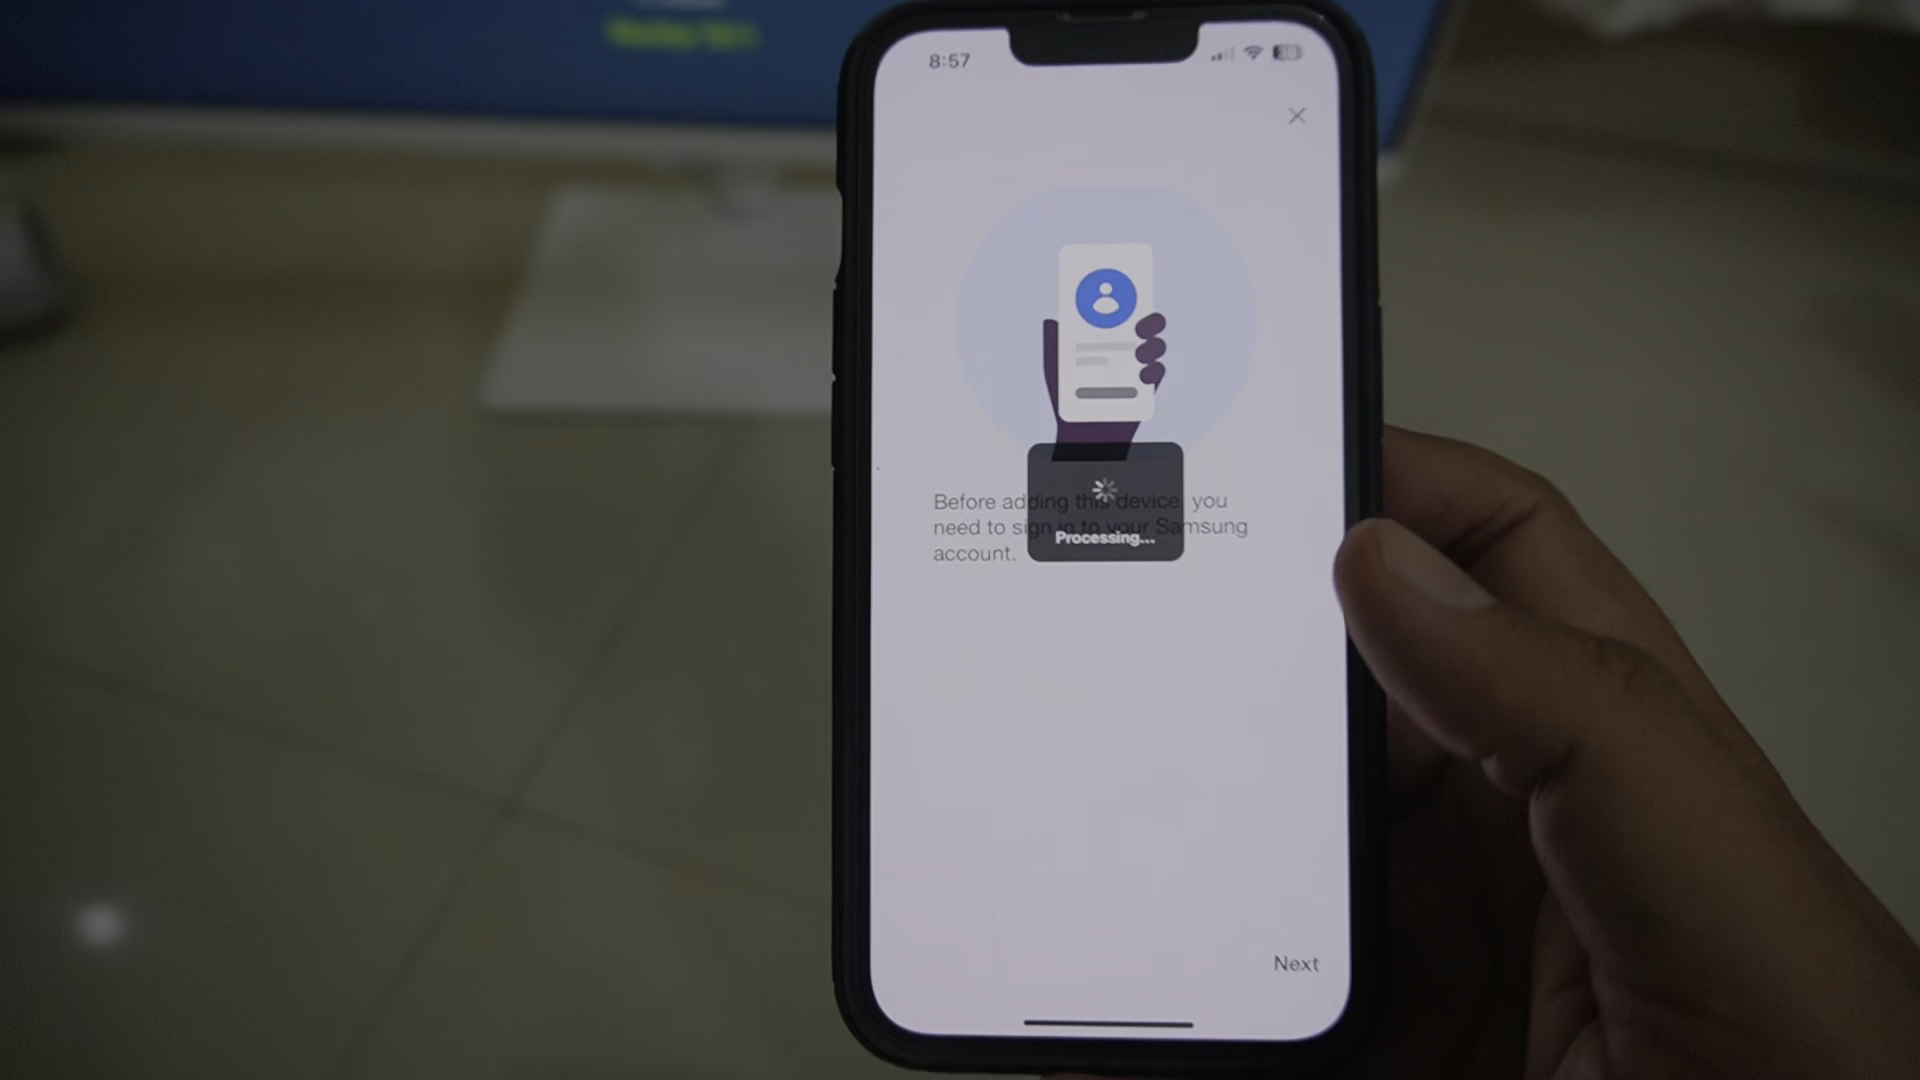 8:57
Before adding this device, you
need to sign in to your Samsung
account.
Processing...
Next